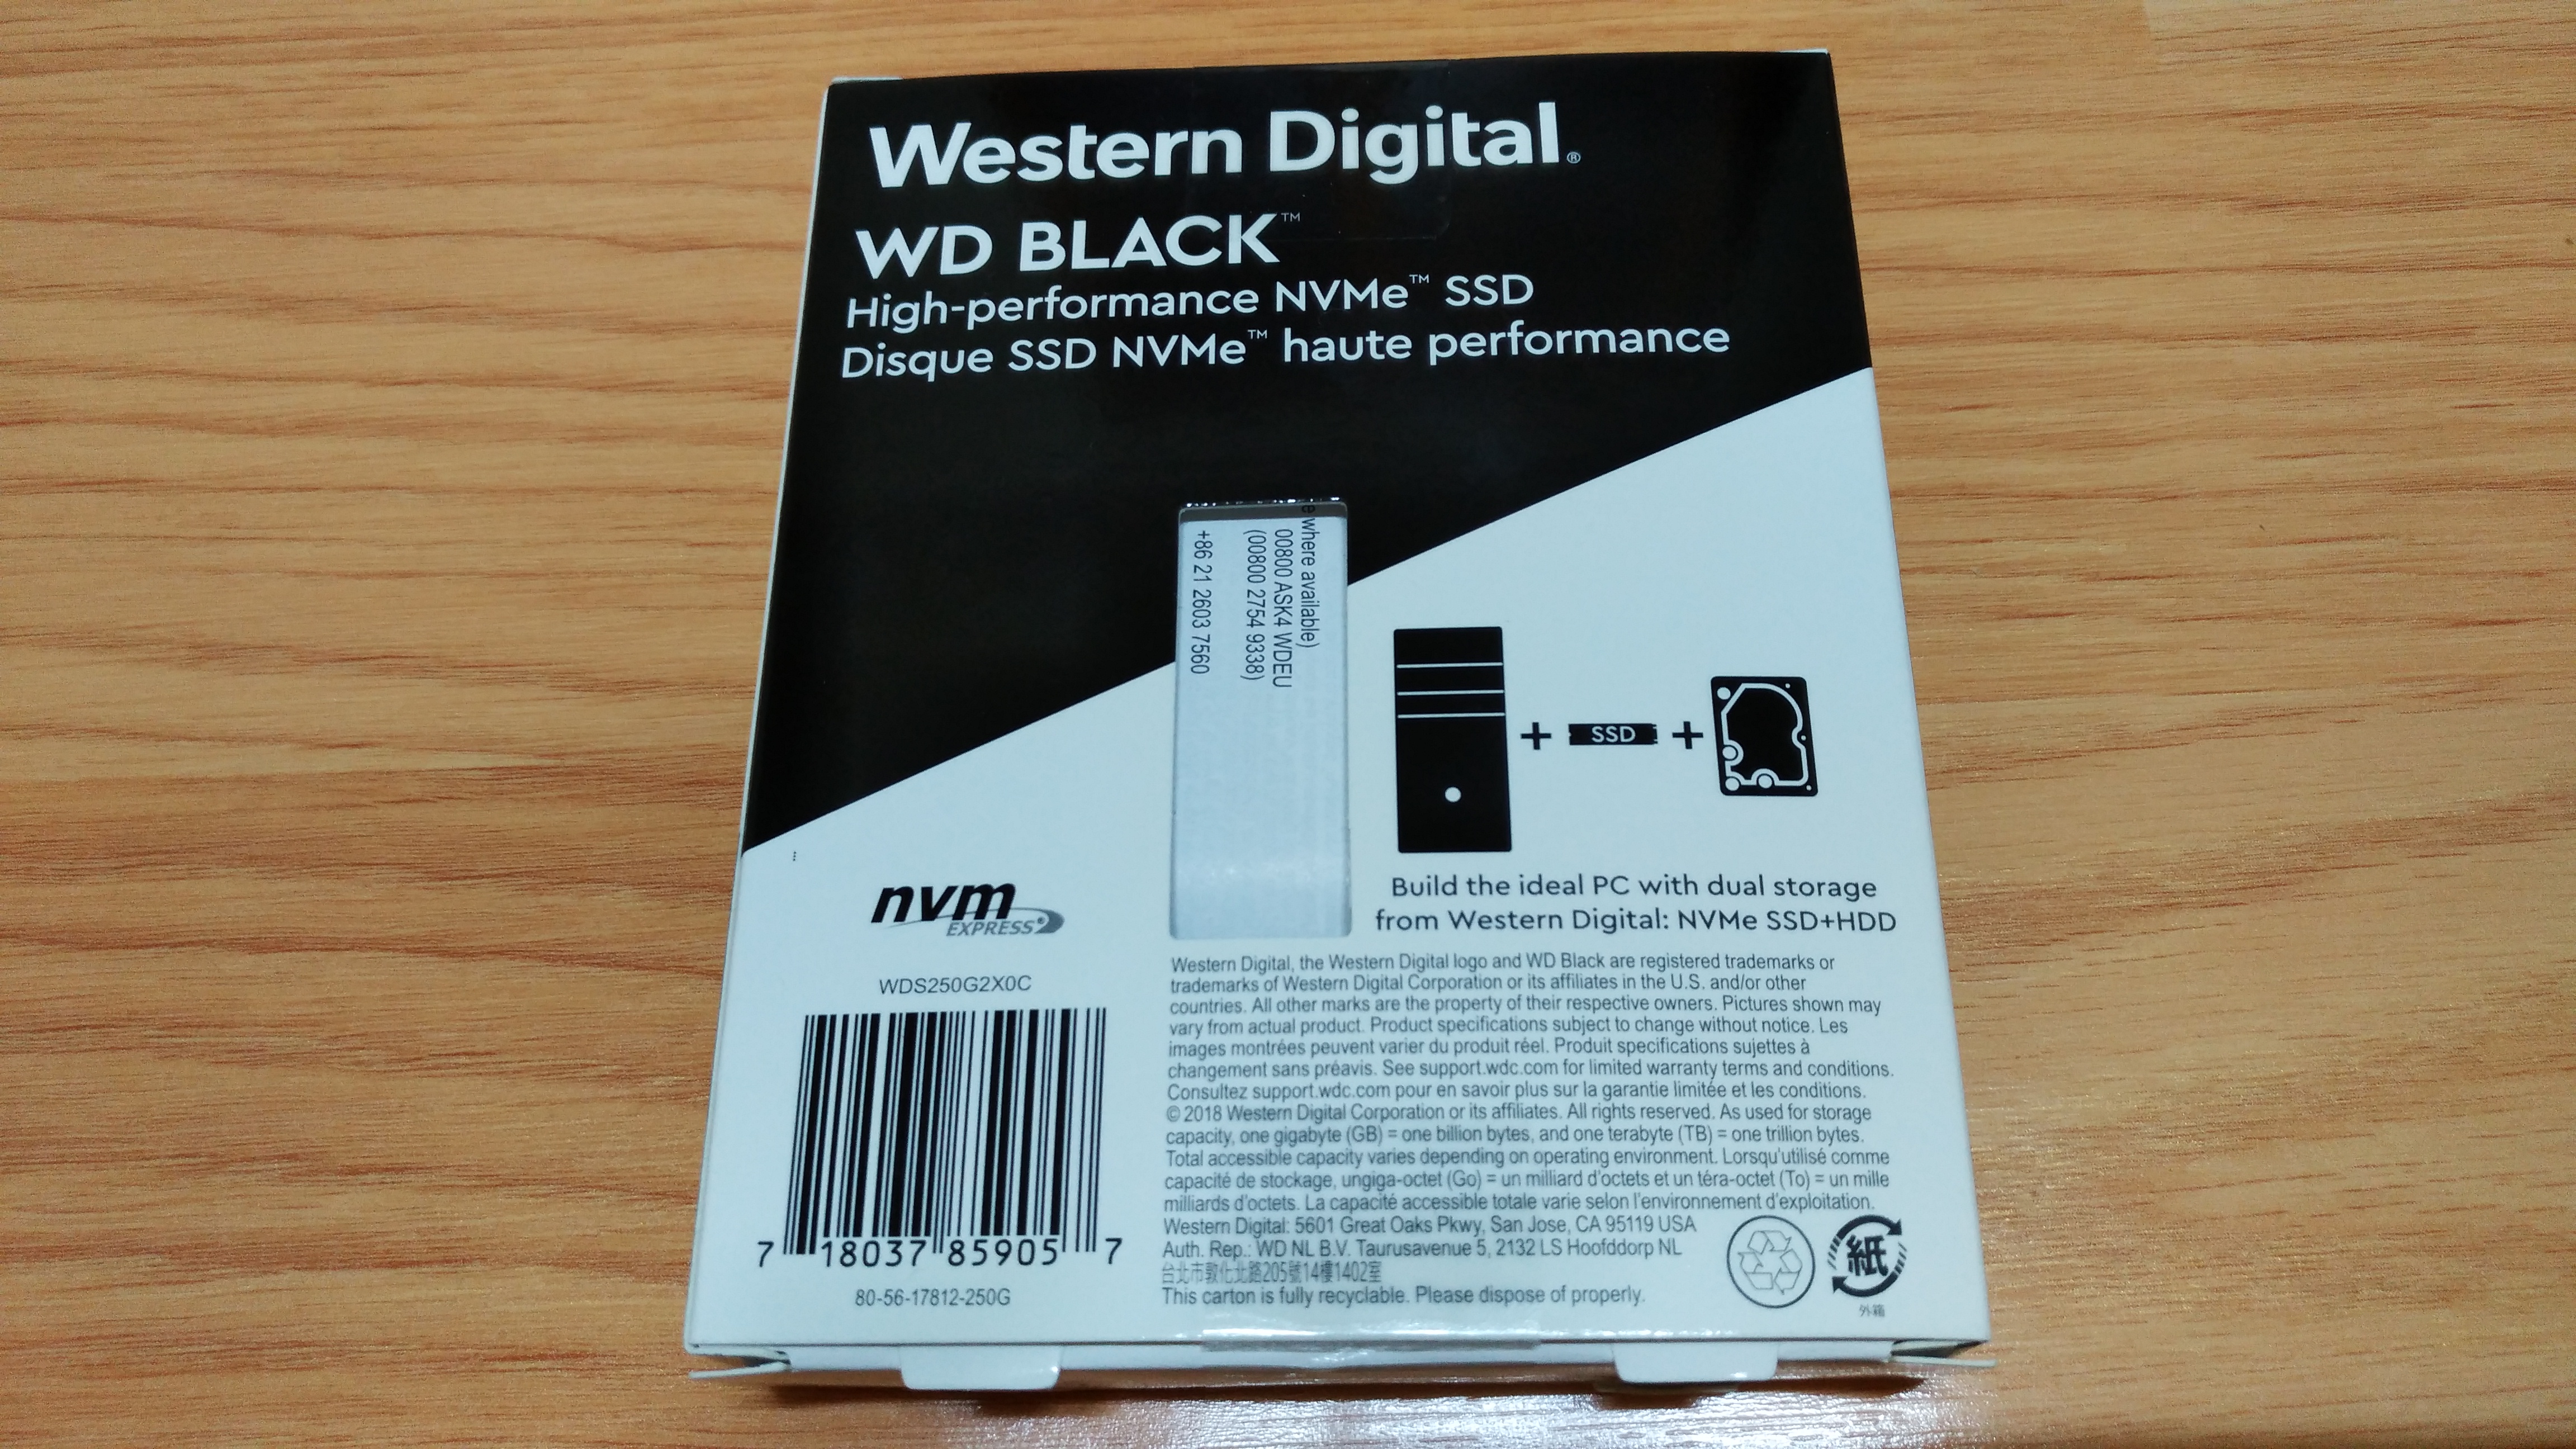 Western Digital®
WD BLACK™
High-performance NVMe™ SSD
Disque SSD NVMe™ haute performance
where available)
00800 ASK4 WDEU
(00800 2754 9338)
+86 21 2603 7560
SSD
Build the ideal PC with dual storage
from Western Digital: NVMe SSD+HDD
nvm
EXPRESS®
WDS250G2X0C
7 18037 85905 7
80-56-17812-250G
Western Digital, the Western Digital logo and WD Black are registered trademarks or
trademarks of Western Digital Corporation or its affiliates in the U.S. and/or other
countries. All other marks are the property of their respective owners. Pictures shown may
vary from actual product. Product specifications subject to change without notice. Les
images montrées peuvent varier du produit réel. Produit specifications sujettes à
changement sans préavis. See support.wdc.com for limited warranty terms and conditions.
Consultez support.wdc.com pour en savoir plus sur la garantie limitée et les conditions.
© 2018 Western Digital Corporation or its affiliates. All rights reserved. As used for storage
capacity, one gigabyte (GB) = one billion bytes, and one terabyte (TB) = one trillion bytes.
Total accessible capacity varies depending on operating environment. Lorsqu'utilisé comme
capacité de stockage, ungiga-octet (Go) = un milliard d'octets et un téra-octet (To) = un mille
milliards d'octets. La capacité accessible totale varie selon l'environnement d'exploitation.
Western Digital: 5601 Great Oaks Pkwy, San Jose, CA 95119 USA
Auth. Rep.: WD NL B.V. Taurusavenue 5, 2132 LS Hoofddorp NL
台北市敦化北路205號14樓1402室
This carton is fully recyclable. Please dispose of properly.
紙
外箱